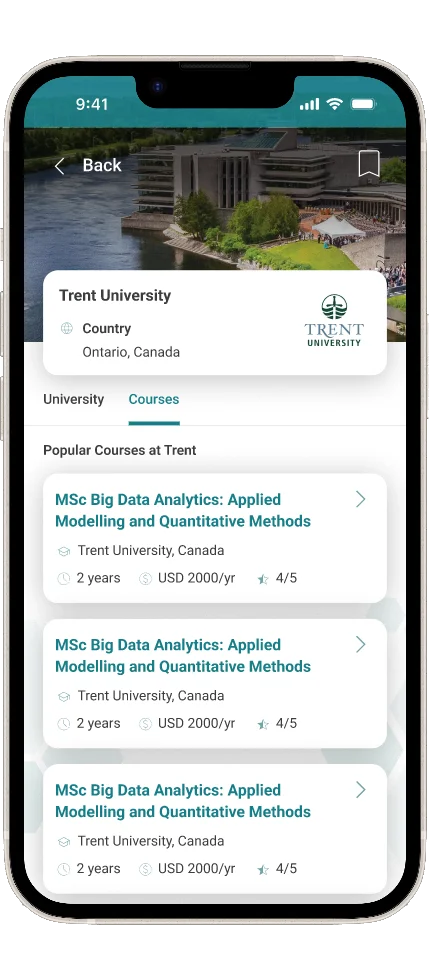 9:41
Back
Trent University
Country
Ontario, Canada
TRENT
UNIVERSITY
University Courses
Popular Courses at Trent
MSc Big Data Analytics: Applied
Modelling and Quantitative Methods
Trent University, Canada
2 years USD 2000/yr 4/5
MSc Big Data Analytics: Applied
Modelling and Quantitative Methods
Trent University, Canada
2 years USD 2000/yr 4/5
MSc Big Data Analytics: Applied
Modelling and Quantitative Methods
Trent University, Canada
2 years USD 2000/yr 4/5